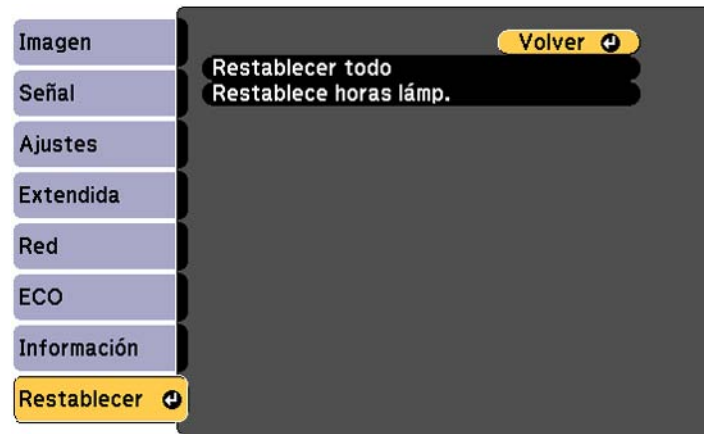 Imagen
Señal
Ajustes
Extendida
Red
ECO
Información
Restablecer
Volver
Restablecer todo
Restablece horas lámp.